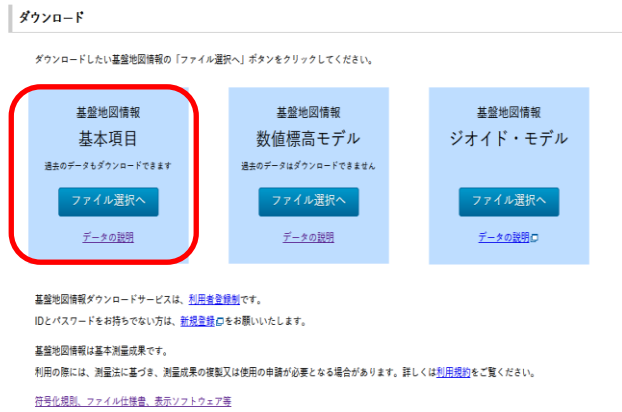 ダウンロード
ダウンロードしたい基盤地図情報の「ファイル選択へ」ボタンをクリックしてください。
基盤地図情報
基本項目
過去のデータもダウンロードできます
ファイル選択へ
データの説明
基盤地図情報
数値標高モデル
過去のデータはダウンロードできません
ファイル選択へ
データの説明
基盤地図情報
ジオイド・モデル
ファイル選択へ
データの説明
基盤地図情報ダウンロードサービスは、利用者登録制です。
IDとパスワードをお持ちでない方は、新規登録をお願いいたします。
基盤地図情報は基本測量成果です。
利用の際には、測量法に基づき、測量成果の複製又は使用の申請が必要となる場合があります。詳しくは利用規約をご覧ください。
符号化規則、ファイル仕様書、表示ソフトウェア等